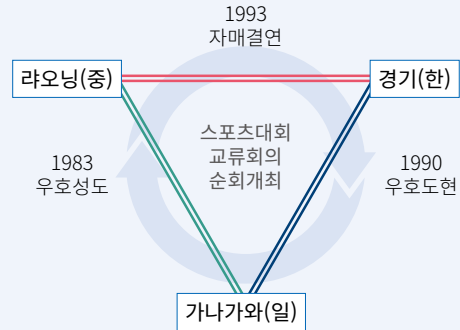 1993
자매결연
랴오닝(중)
경기(한)
스포츠대회
교류회의
순회개최
1983
우호성도
1990
우호도현
가나가와(일)